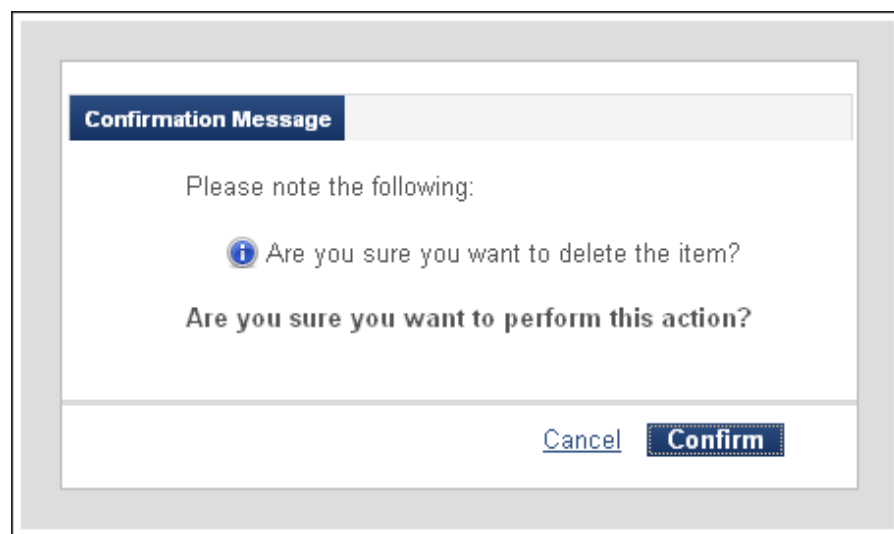 Confirmation Message
Please note the following:
Are you sure you want to delete the item?
Are you sure you want to perform this action?
Cancel Confirm